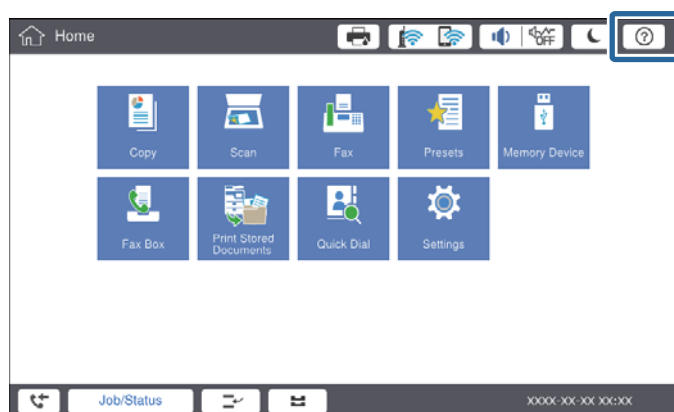 Home
OFF
?
Copy
Scan
Fax
Presets
Memory Device
Fax Box
Print Stored
Documents
Quick Dial
Settings
Job/Status
XXXX-XX-XX XX:XX